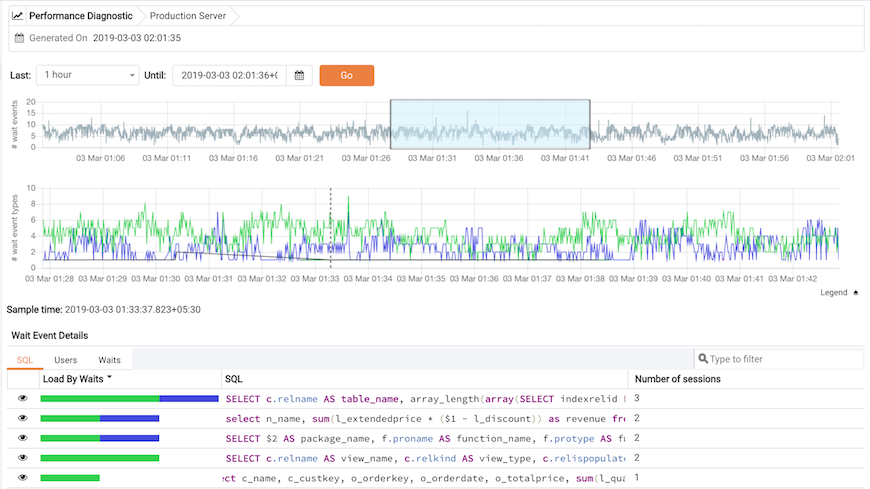 Performance Diagnostic Production Server
Generated On 2019-03-03 02:01:35
Last: 1 hour Until: 2019-03-03 02:01:36+( Go
# wait events
20
15
10
5
0
03 Mar 01:06 03 Mar 01:11 03 Mar 01:16 03 Mar 01:21 03 Mar 01:26 03 Mar 01:31 03 Mar 01:36 03 Mar 01:41 03 Mar 01:46 03 Mar 01:51 03 Mar 01:56 03 Mar 02:01
# wait event types
10
8
6
4
2
0
03 Mar 01:28 03 Mar 01:29 03 Mar 01:30 03 Mar 01:31 03 Mar 01:32 03 Mar 01:33 03 Mar 01:34 03 Mar 01:35 03 Mar 01:36 03 Mar 01:37 03 Mar 01:38 03 Mar 01:39 03 Mar 01:40 03 Mar 01:41 03 Mar 01:42
Legend
Sample time: 2019-03-03 01:33:37.823+05:30
Wait Event Details
SQL Users Waits Type to filter
Load By Waits SQL Number of sessions
SELECT c.relname AS table_name, array_length(array(SELECT indexrelid 3
select n_name, sum(l_extendedprice * ($1 - l_discount)) as revenue 2
SELECT $2 AS package_name, f.proname AS function_name, f.protype AS 2
SELECT c.relname AS view_name, c.relkind AS view_type, c.relispopulate 2
ct c_name, c_custkey, o_orderkey, o_orderdate, o_totalprice, sum(l_qua 1